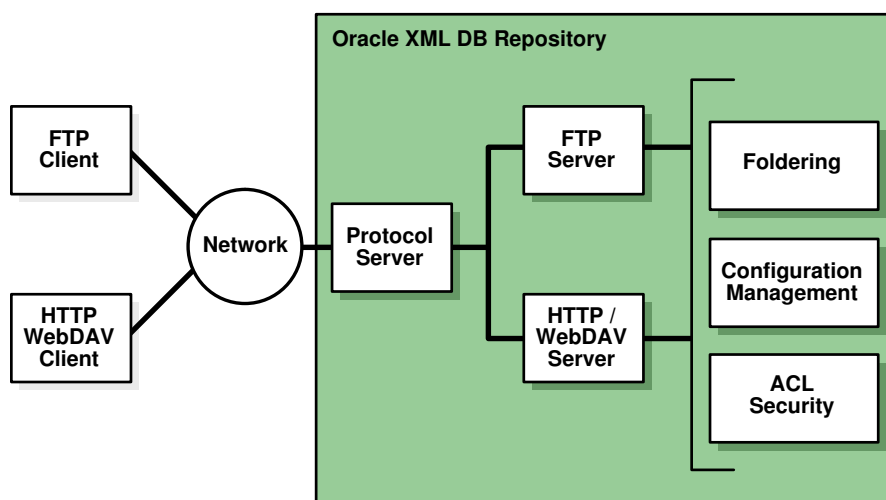 Oracle XML DB Repository
FTP
Client
HTTP
WebDAV
Client
Network
Protocol
Server
FTP
Server
HTTP /
WebDAV
Server
Foldering
Configuration
Management
ACL
Security